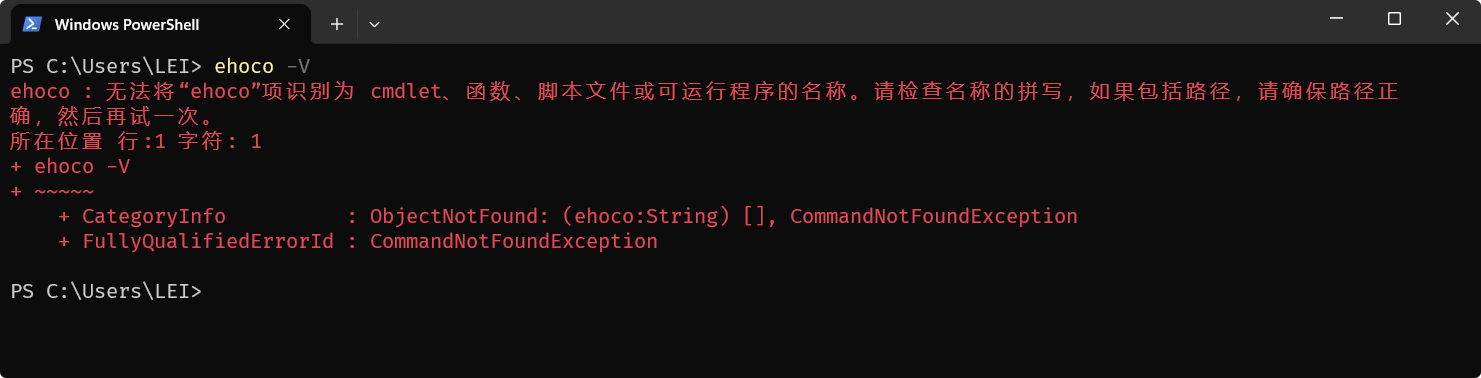 Windows PowerShell
PS C:\Users\LEI> ehoco -V
ehoco : 无法将“ehoco”项识别为 cmdlet、函数、脚本文件或可运行程序的名称。请检查名称的拼写，如果包括路径，请确保路径正
确，然后再试一次。
所在位置 行:1 字符: 1
+ ehoco -V
+ ~~~~~
    + CategoryInfo          : ObjectNotFound: (ehoco:String) [], CommandNotFoundException
    + FullyQualifiedErrorId : CommandNotFoundException
PS C:\Users\LEI>